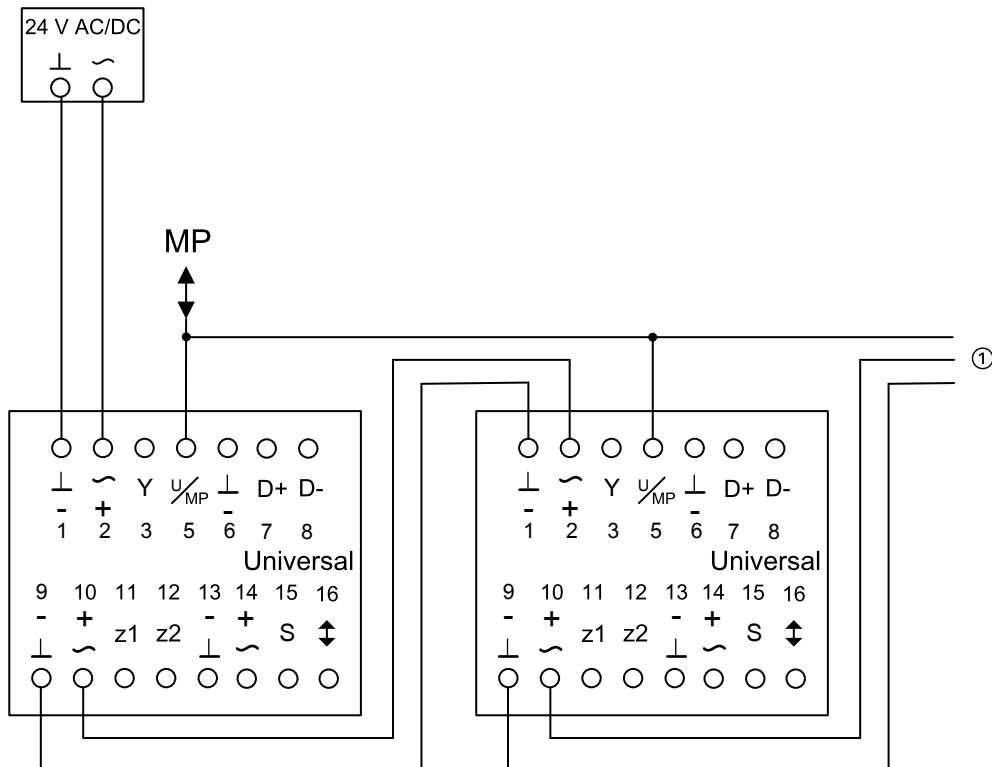 24 V AC/DC
⊥ ~
MP
①
⊥ ~ Y U/MP ⊥ D+ D-
- + -
1 2 3 5 6 7 8
Universal
9 10 11 12 13 14 15 16
- + z1 z2 - + S ↕
⊥ ~ ⊥ ~
⊥ ~ Y U/MP ⊥ D+ D-
- + -
1 2 3 5 6 7 8
Universal
9 10 11 12 13 14 15 16
- + z1 z2 - + S ↕
⊥ ~ ⊥ ~